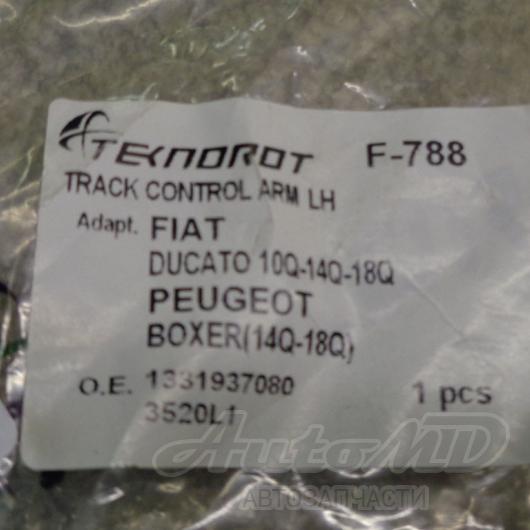 TEKNOROT F-788
TRACK CONTROL ARM LH
Adapt. FIAT
DUCATO 10Q-14Q-18Q
PEUGEOT
BOXER(14Q-18Q)
O.E. 1331937080
3520L1
1 pcs
AutoMD
АВТОЗАПЧАСТИ